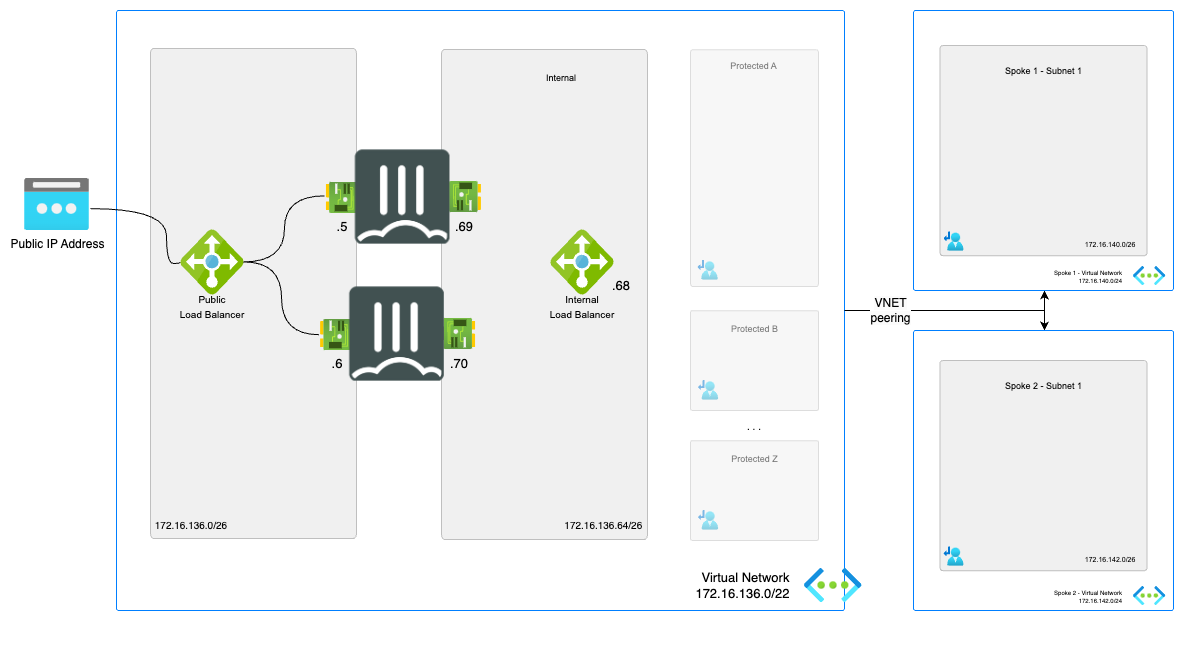 Public IP Address
Public
Load Balancer
172.16.136.0/26
.5
.69
.6
.70
Internal
Internal
Load Balancer
.68
172.16.136.64/26
Protected A
Protected B
. . .
Protected Z
Virtual Network
172.16.136.0/22
VNET
peering
Spoke 1 - Subnet 1
172.16.140.0/26
Spoke 1 - Virtual Network
172.16.140.0/24
Spoke 2 - Subnet 1
172.16.142.0/26
Spoke 2 - Virtual Network
172.16.142.0/24